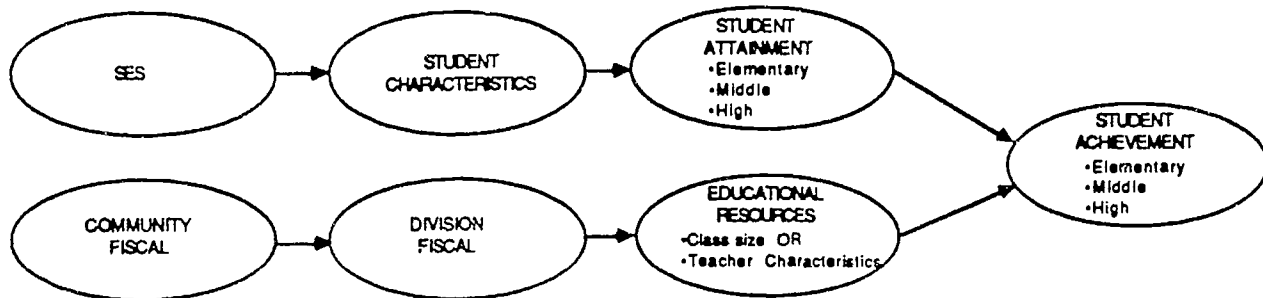 SES
STUDENT
CHARACTERISTICS
STUDENT
ATTAINMENT
•Elementary
•Middle
•High
STUDENT
ACHIEVEMENT
•Elementary
•Middle
•High
COMMUNITY
FISCAL
DIVISION
FISCAL
EDUCATIONAL
RESOURCES
•Class size OR
•Teacher Characteristics